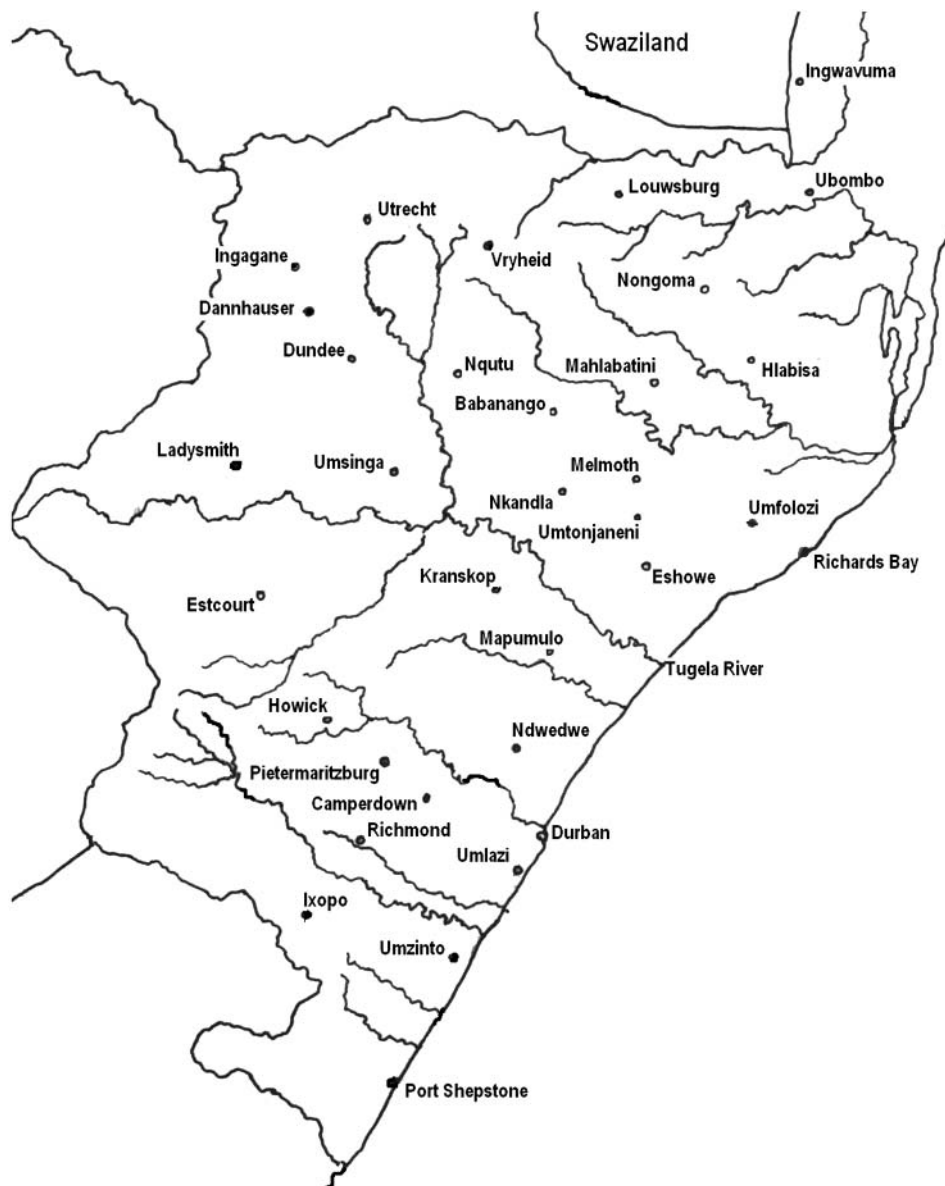 Swaziland
Ingwavuma
Louwsburg
Ubombo
Utrecht
Vryheid
Ingagane
Nongoma
Dannhauser
Dundee
Nqutu
Mahlabatini
Hlabisa
Babanango
Ladysmith
Umsinga
Melmoth
Nkandla
Umfolozi
Umtonjaneni
Richards Bay
Eshowe
Kranskop
Estcourt
Mapumulo
Tugela River
Howick
Ndwedwe
Pietermaritzburg
Camperdown
Richmond
Durban
Umlazi
Ixopo
Umzinto
Port Shepstone